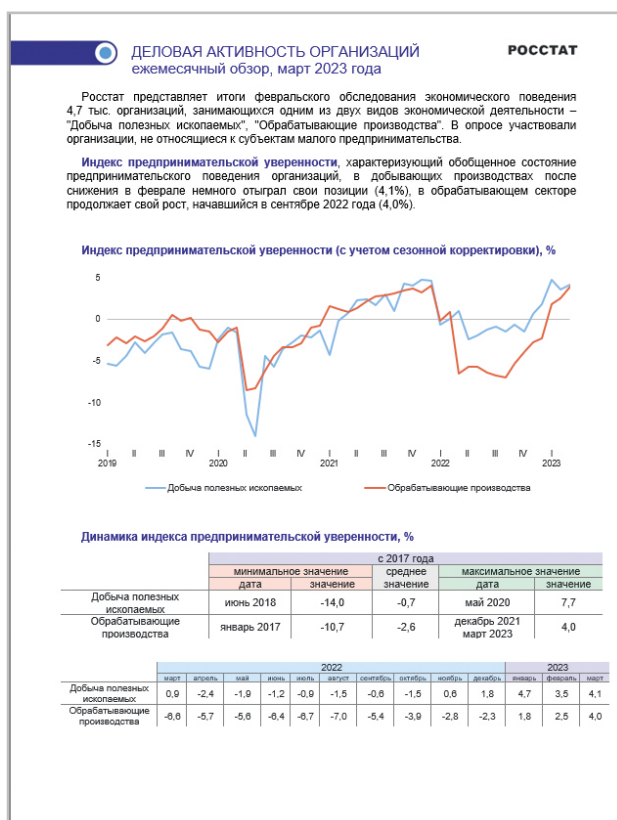 ДЕЛОВАЯ АКТИВНОСТЬ ОРГАНИЗАЦИЙ
РОССТАТ
ежемесячный обзор, март 2023 года
Росстат представляет итоги февральского обследования экономического поведения
4,7 тыс. организаций, занимающихся одним из двух видов экономической деятельности –
"Добыча полезных ископаемых", "Обрабатывающие производства". В опросе участвовали
организации, не относящиеся к субъектам малого предпринимательства.
Индекс предпринимательской уверенности, характеризующий обобщенное состояние
предпринимательского поведения организаций, в добывающих производствах после
снижения в феврале немного отыграл свои позиции (4,1%), в обрабатывающем секторе
продолжает свой рост, начавшийся в сентябре 2022 года (4,0%).
Индекс предпринимательской уверенности (с учетом сезонной корректировки), %
5
0
-5
-10
-15
I II III IV I II III IV I II III IV I II III IV I
2019 2020 2021 2022 2023
Добыча полезных ископаемых Обрабатывающие производства
Динамика индекса предпринимательской уверенности, %
с 2017 года
минимальное значение среднее значение максимальное значение
дата значение дата значение
Добыча полезных ископаемых июнь 2018 -14,0 -0,7 май 2020 7,7
Обрабатывающие производства январь 2017 -10,7 -2,6 декабрь 2021 март 2023 4,0
2022 2023
март апрель май июнь июль август сентябрь октябрь ноябрь декабрь январь февраль март
Добыча полезных ископаемых 0,9 -2,4 -1,9 -1,2 -0,9 -1,5 -0,6 -1,5 0,6 1,8 4,7 3,5 4,1
Обрабатывающие производства -6,6 -5,7 -5,6 -6,4 -6,7 -7,0 -5,4 -3,9 -2,8 -2,3 1,8 2,5 4,0